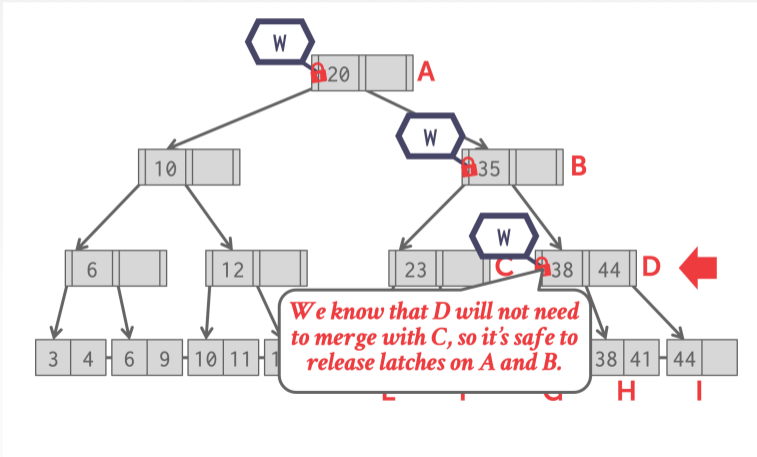 W
20
A
W
10
35
B
W
6
12
23
C
38
44
D
We know that D will not need
to merge with C, so it's safe to
release latches on A and B.
3
4
6
9
10
11
1
38
41
44
H
I